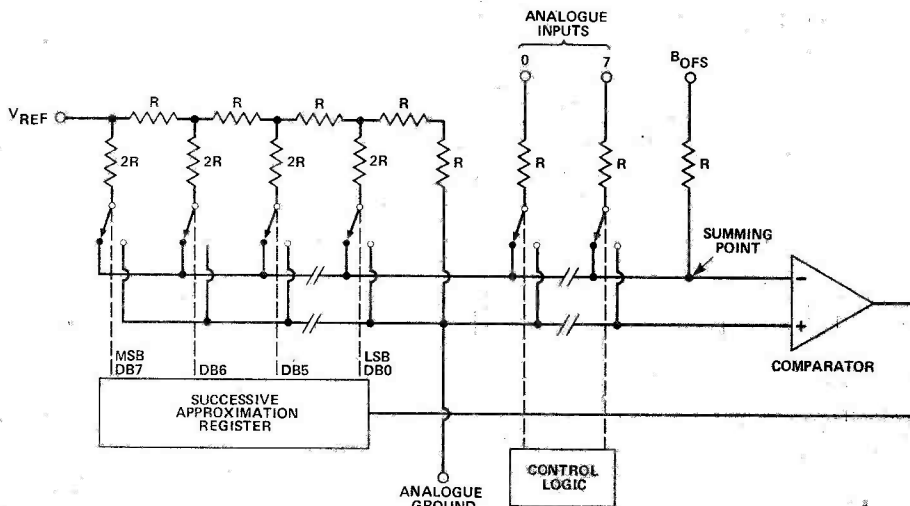 ANALOGUE
INPUTS
0
7
BOFS
VREF
R
R
R
R
2R
2R
2R
2R
R
R
R
R
SUMMING
POINT
−
+
COMPARATOR
MSB
DB7
DB6
DB5
LSB
DB0
SUCCESSIVE
APPROXIMATION
REGISTER
CONTROL
LOGIC
ANALOGUE
GROUND